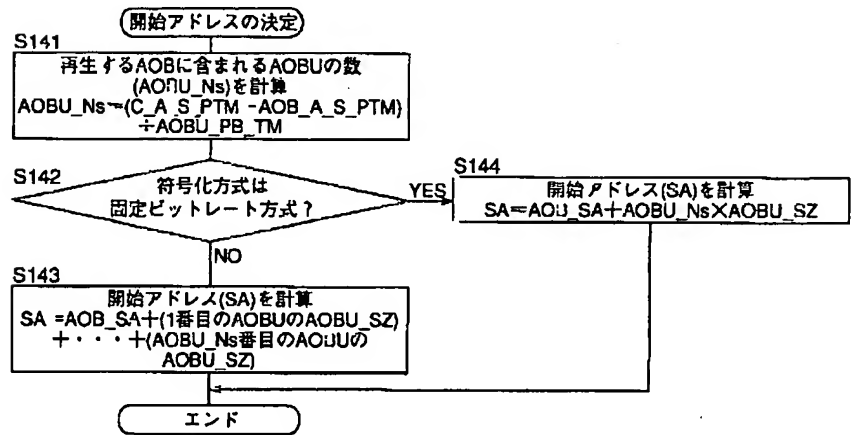 開始アドレスの決定
S141
再生するAOBに含まれるAOBUの数
(AOBU_Ns)を計算
AOBU_Ns=(C_A_S_PTM -AOB_A_S_PTM)
÷AOBU_PB_TM
S142
符号化方式は
固定ビットレート方式？
YES
NO
S144
開始アドレス(SA)を計算
SA=AOB_SA+AOBU_Ns×AOBU_SZ
S143
開始アドレス(SA)を計算
SA =AOB_SA+(1番目のAOBUのAOBU_SZ)
+・・・+(AOBU_Ns番目のAOBUの
AOBU_SZ)
エンド